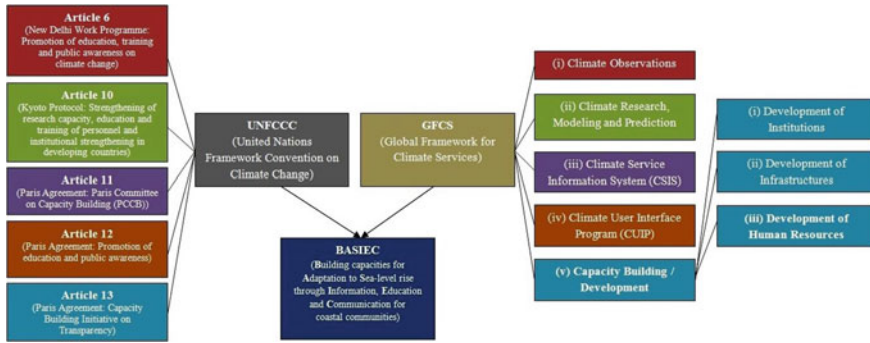 Article 6
(New Delhi Work Programme:
Promotion of education, training
and public awareness on
climate change)
Article 10
(Kyoto Protocol: Strengthening of
research capacity, education and
training of personnel and
institutional strengthening in
developing countries)
Article 11
(Paris Agreement: Paris Committee
on Capacity Building (PCCB))
Article 12
(Paris Agreement: Promotion of
education and public awareness)
Article 13
(Paris Agreement: Capacity
Building Initiative on
Transparency)
UNFCCC
(United Nations
Framework Convention on
Climate Change)
GFCS
(Global Framework for
Climate Services)
BASIEC
(Building capacities for
Adaptation to Sea-level rise
through Information, Education
and Communication for
coastal communities)
(i) Climate Observations
(ii) Climate Research,
Modeling and Prediction
(iii) Climate Service
Information System (CSIS)
(iv) Climate User Interface
Program (CUIP)
(v) Capacity Building /
Development
(i) Development of
Institutions
(ii) Development of
Infrastructures
(iii) Development of
Human Resources